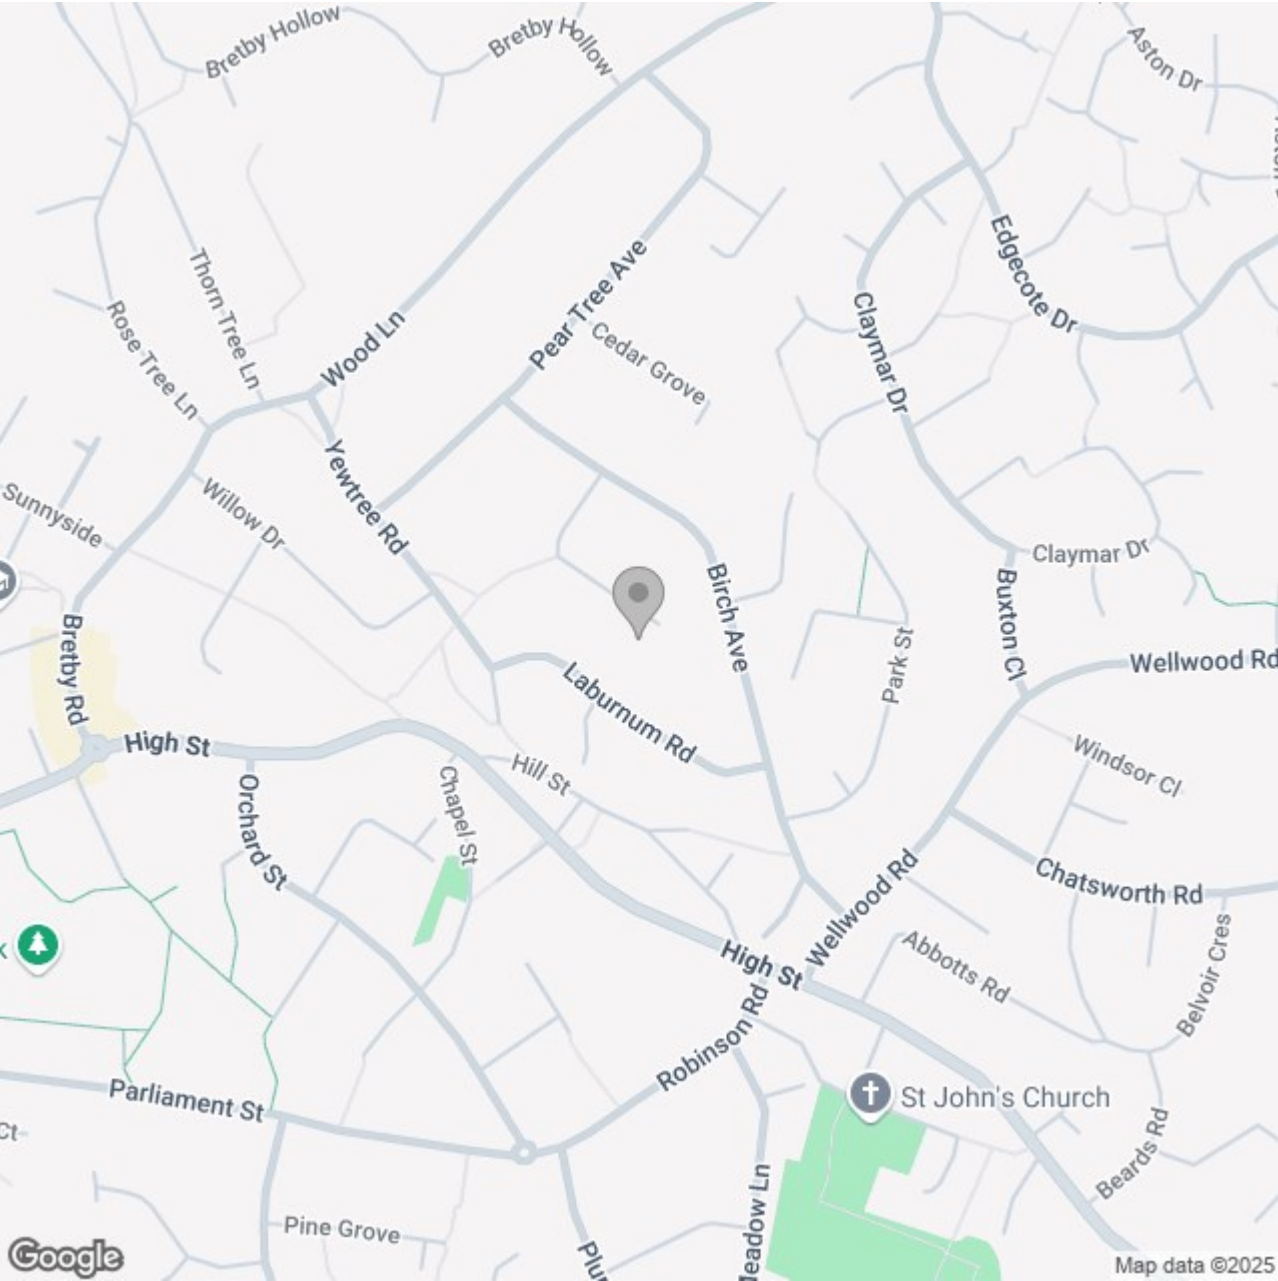 Bretby Hollow
Bretby Hollow
Aston Dr
Thorn Tree Ln
Rose Tree Ln
Wood Ln
Pear Tree Ave
Cedar Grove
Edgecote Dr
Claymar Dr
Yewtree Rd
Sunnyside
Willow Dr
Claymar Dr
Birch Ave
Buxton Cl
Bretby Rd
Park St
Wellwood Rd
Laburnum Rd
High St
Windsor Cl
Hill St
Orchard St
Chapel St
Wellwood Rd
Chatsworth Rd
High St
Abbotts Rd
Belvoir Cres
Robinson Rd
Parliament St
St John's Church
Beards Rd
Pine Grove
Google
Map data ©2025